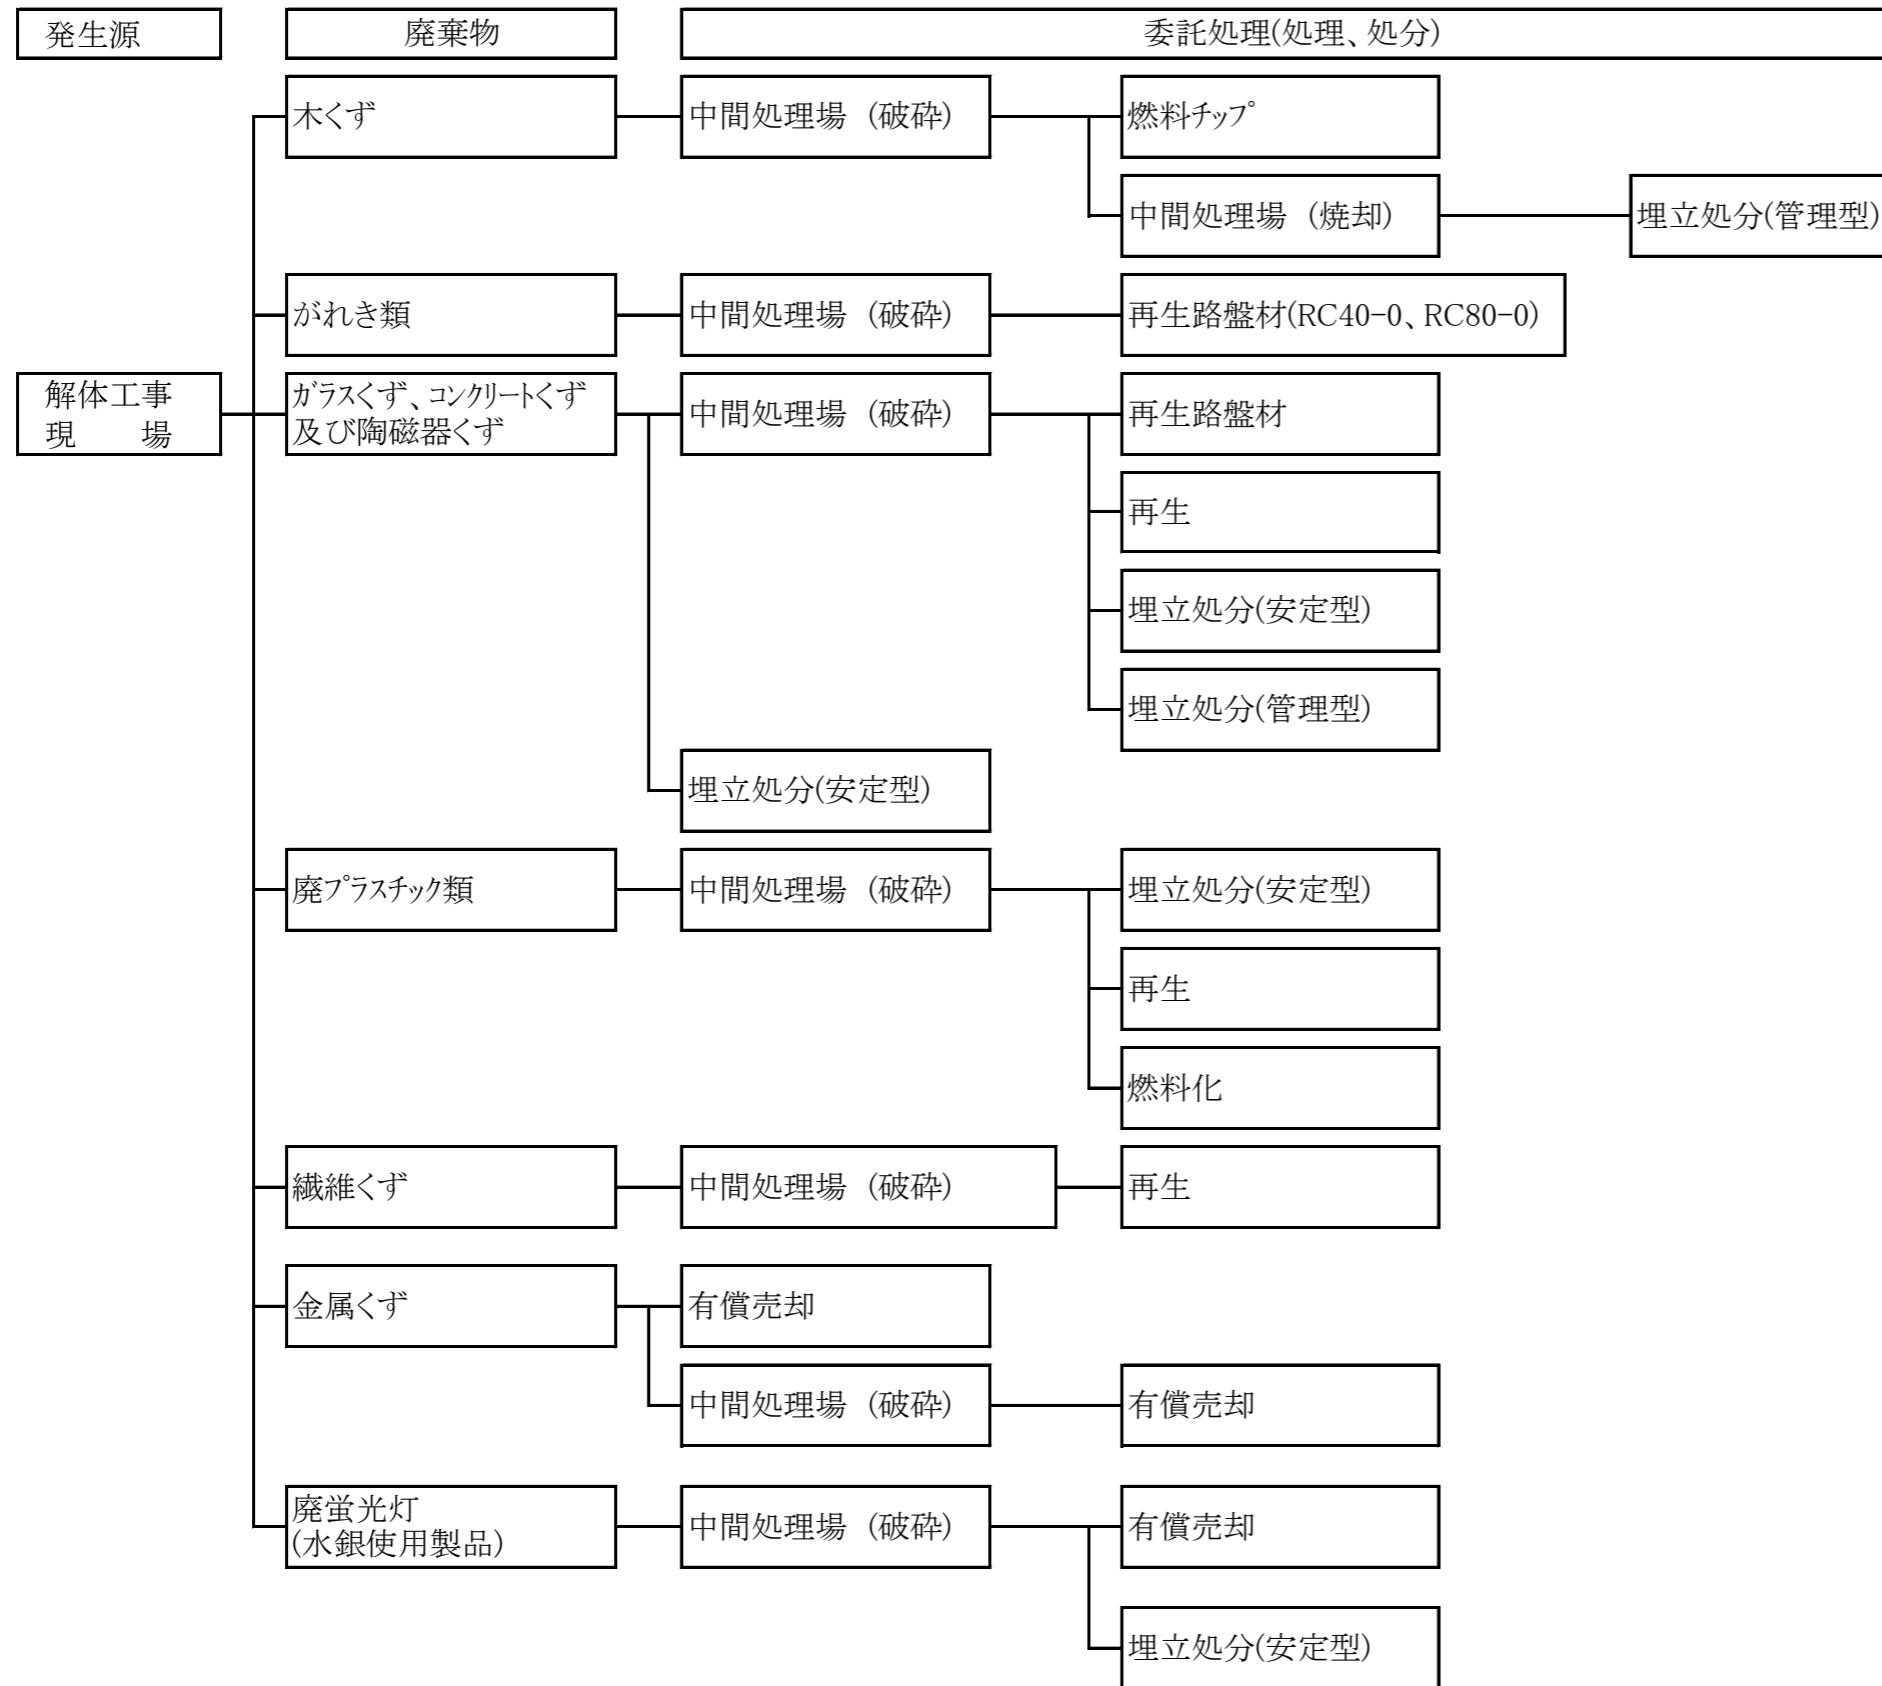 発生源
廃棄物
委託処理(処理、処分)
木くず
中間処理場 (破砕)
燃料チップ
中間処理場 (焼却)
埋立処分(管理型)
がれき類
中間処理場 (破砕)
再生路盤材(RC40-0、RC80-0)
解体工事
現　　場
ガラスくず、コンクリートくず
及び陶磁器くず
中間処理場 (破砕)
再生路盤材
再生
埋立処分(安定型)
埋立処分(管理型)
埋立処分(安定型)
廃プラスチック類
中間処理場 (破砕)
埋立処分(安定型)
再生
燃料化
繊維くず
中間処理場 (破砕)
再生
金属くず
有償売却
中間処理場 (破砕)
有償売却
廃蛍光灯
(水銀使用製品)
中間処理場 (破砕)
有償売却
埋立処分(安定型)